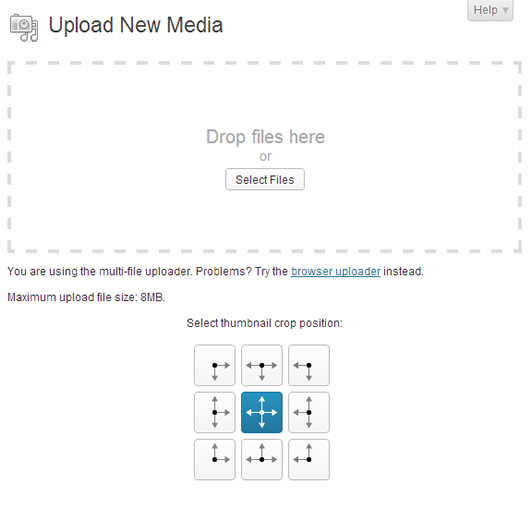 Help
Upload New Media
Drop files here
or
Select Files
You are using the multi-file uploader. Problems? Try the browser uploader instead.
Maximum upload file size: 8MB.
Select thumbnail crop position: